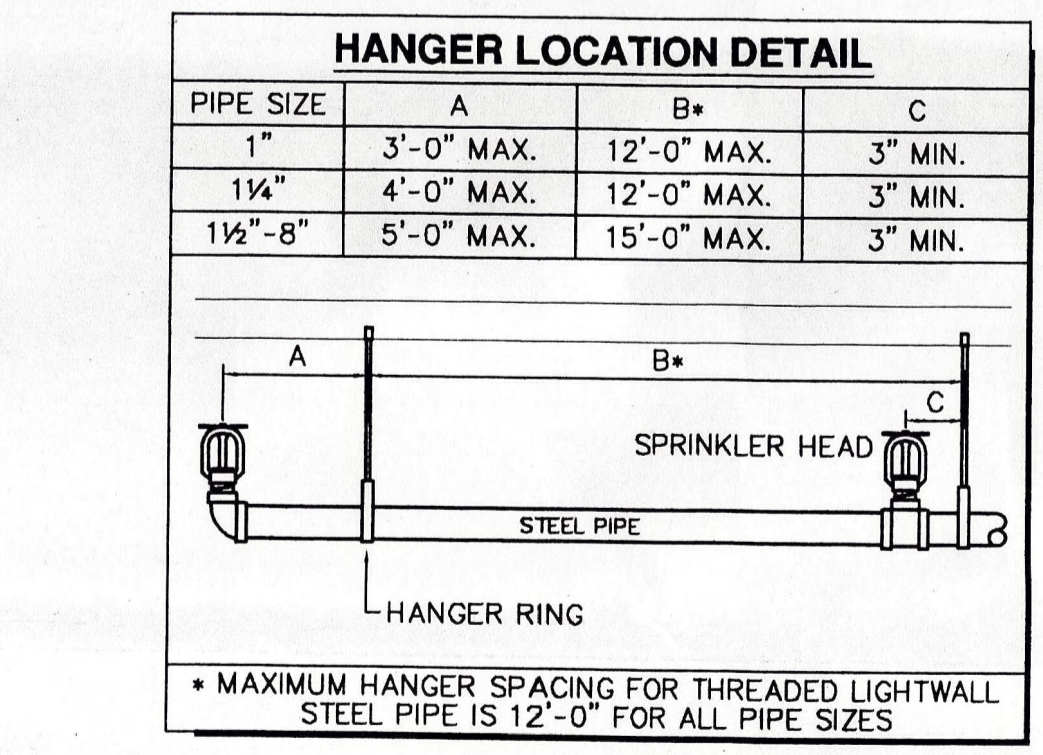 HANGER LOCATION DETAIL
PIPE SIZE A B* C
1" 3'-0" MAX. 12'-0" MAX. 3" MIN.
1¼" 4'-0" MAX. 12'-0" MAX. 3" MIN.
1½"-8" 5'-0" MAX. 15'-0" MAX. 3" MIN.
A B*
C
SPRINKLER HEAD
STEEL PIPE
HANGER RING
* MAXIMUM HANGER SPACING FOR THREADED LIGHTWALL
STEEL PIPE IS 12'-0" FOR ALL PIPE SIZES